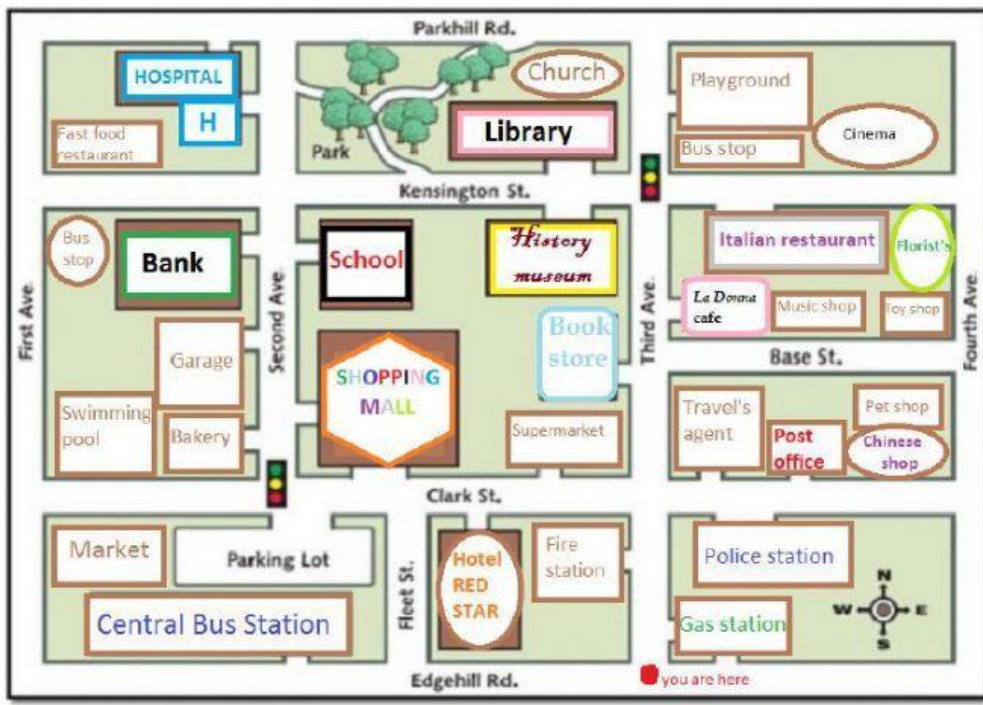 Parkhill Rd.
HOSPITAL
H
Fast food
restaurant
Park
Church
Library
Playground
Bus stop
Cinema
Kensington St.
Bus
stop
Bank
School
History
museum
Italian restaurant
Florist's
La Donna
cafe
Music shop
Toy shop
First Ave.
Second Ave.
Third Ave.
Fourth Ave.
Garage
SHOPPING
MALL
Book
store
Base St.
Swimming
pool
Bakery
Supermarket
Travel's
agent
Post
office
Pet shop
Chinese
shop
Clark St.
Market
Parking Lot
Central Bus Station
Fleet St.
Hotel
RED
STAR
Fire
station
Police station
Gas station
N
W
E
S
Edgehill Rd.
you are here